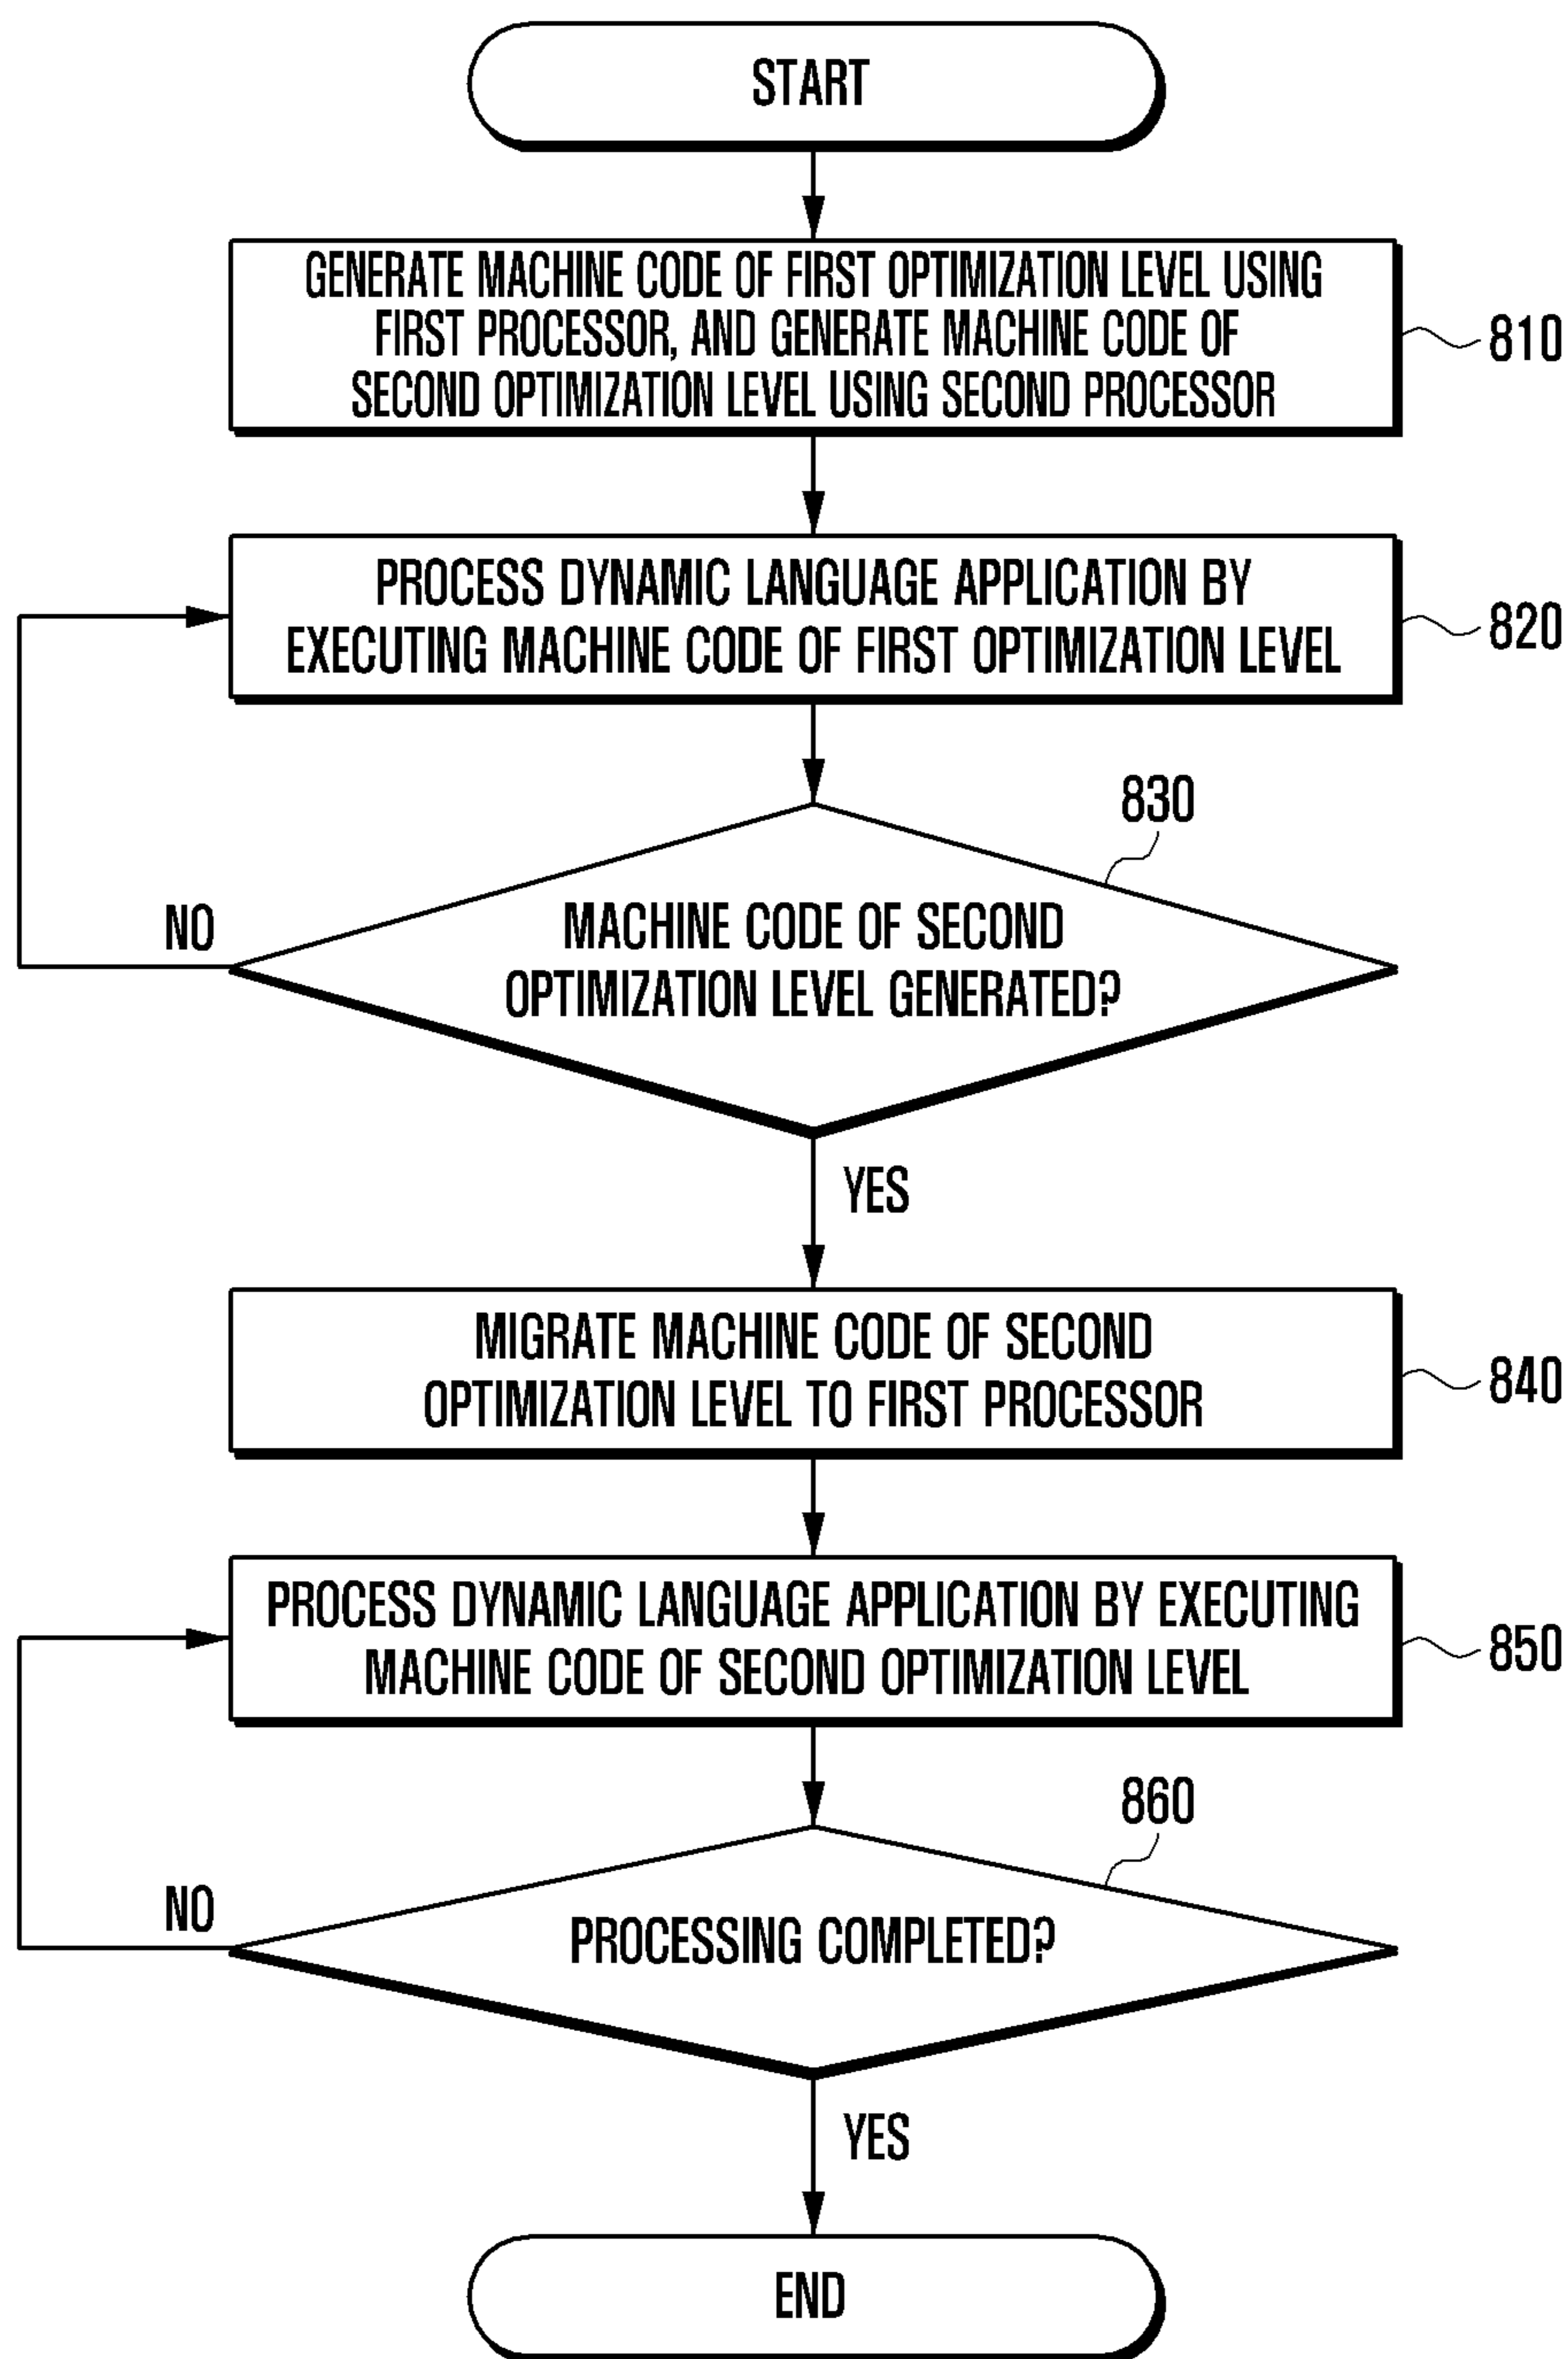 START
GENERATE MACHINE CODE OF FIRST OPTIMIZATION LEVEL USING
FIRST PROCESSOR, AND GENERATE MACHINE CODE OF
SECOND OPTIMIZATION LEVEL USING SECOND PROCESSOR
810
PROCESS DYNAMIC LANGUAGE APPLICATION BY
EXECUTING MACHINE CODE OF FIRST OPTIMIZATION LEVEL
820
830
NO
MACHINE CODE OF SECOND
OPTIMIZATION LEVEL GENERATED?
YES
MIGRATE MACHINE CODE OF SECOND
OPTIMIZATION LEVEL TO FIRST PROCESSOR
840
PROCESS DYNAMIC LANGUAGE APPLICATION BY EXECUTING
MACHINE CODE OF SECOND OPTIMIZATION LEVEL
850
860
NO
PROCESSING COMPLETED?
YES
END